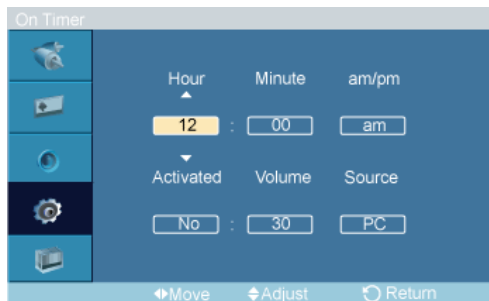 On Timer
Hour Minute am/pm
12 : 00 am
Activated Volume Source
No : 30 PC
Move Adjust Return